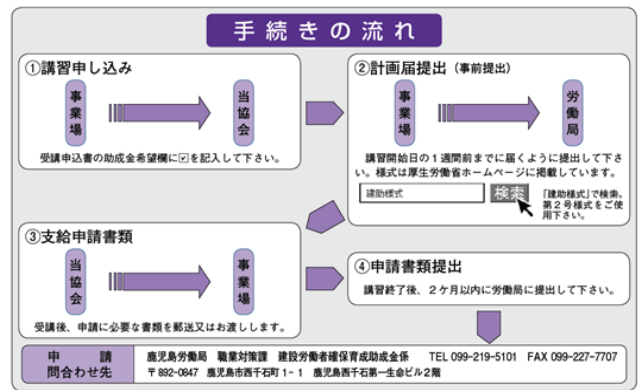 手続きの流れ
①講習申し込み
事業場
当協会
受講申込書の助成金希望欄に☑を記入して下さい。
②計画届提出（事前提出）
事業場
労働局
講習開始日の１週間前までに届くように提出して下さ
い。様式は厚生労働省ホームページに掲載しています。
建助様式
検索
「建助様式」で検索。
第２号様式をご使
用下さい。
③支給申請書類
当協会
事業場
受講後、申請に必要な書類を郵送又はお渡しします。
④申請書類提出
講習終了後、２ケ月以内に労働局に提出して下さい。
申請
問合わせ先
鹿児島労働局　職業対策課　建設労働者確保育成助成金係　TEL 099-219-5101　FAX 099-227-7707
〒892-0847　鹿児島市西千石町１-１　鹿児島西千石第一生命ビル２階